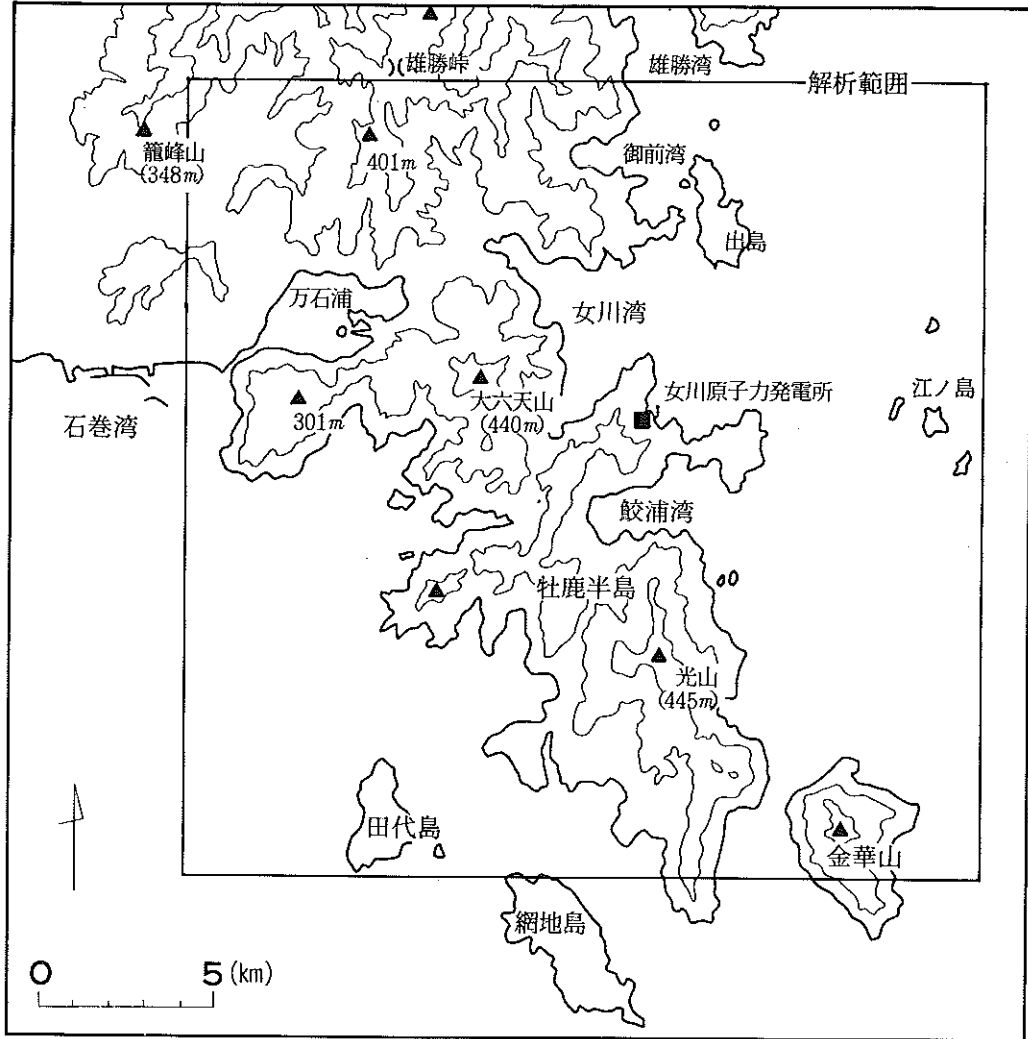 雄勝峠
雄勝湾
解析範囲
籠峰山
(348m)
401m
御前湾
出島
万石浦
女川湾
石巻湾
301m
大六天山
(440m)
女川原子力発電所
江ノ島
鮫浦湾
牡鹿半島
光山
(445m)
田代島
金華山
網地島
0 5 (km)